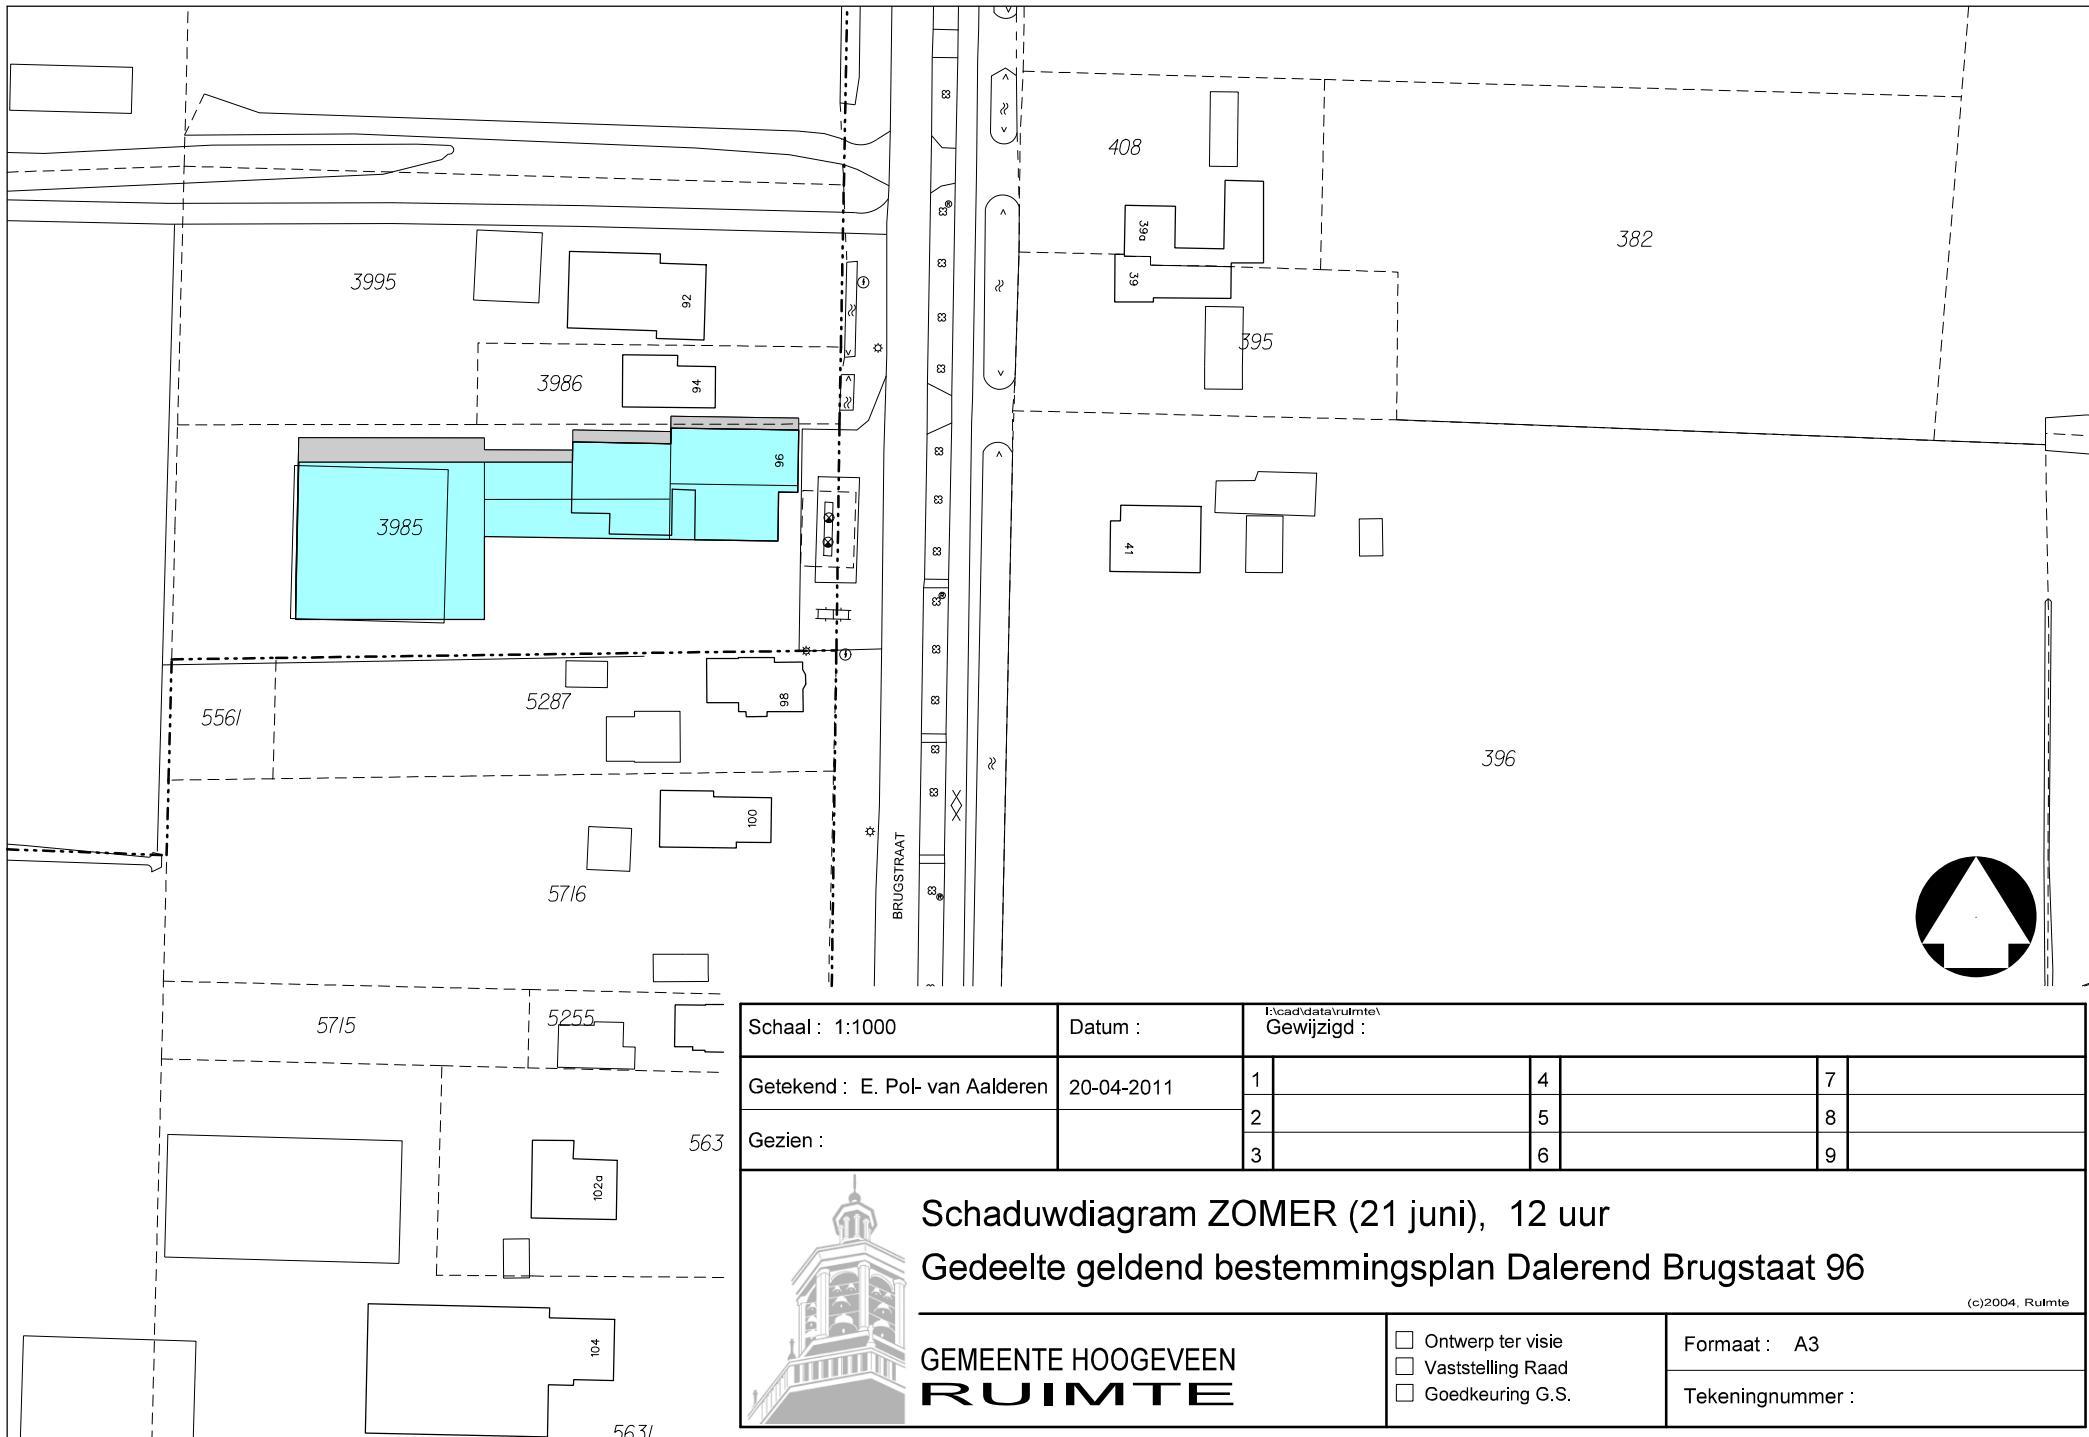 408
382
3995
39a
39
92
395
3986
94
96
3985
41
5287
98
5561
396
100
BRUGSTRAAT
5716
5715
5255
563
102a
104
5631
Schaal : 1:1000
Datum :
l:\cad\data\ruimte\
Gewijzigd :
Getekend : E. Pol- van Aalderen
20-04-2011
1 4 7
2 5 8
Gezien :
3 6 9
Schaduwdiagram ZOMER (21 juni), 12 uur
Gedeelte geldend bestemmingsplan Dalerend Brugstaat 96
(c)2004, Ruimte
GEMEENTE HOOGEVEEN
RUIMTE
Ontwerp ter visie
Vaststelling Raad
Goedkeuring G.S.
Formaat : A3
Tekeningnummer :